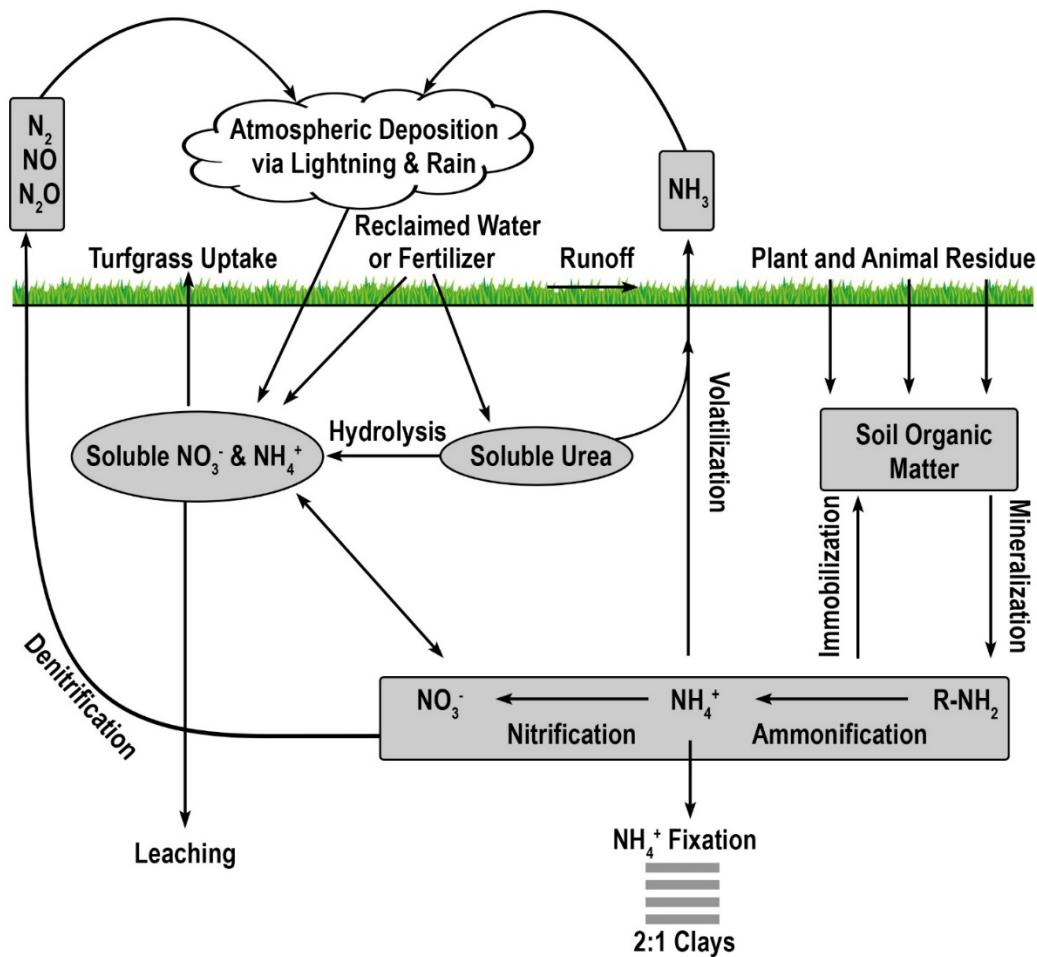 N₂
NO
N₂O
Atmospheric Deposition
via Lightning & Rain
NH₃
Turfgrass Uptake
Reclaimed Water
or Fertilizer
Runoff
Plant and Animal Residue
Soluble NO₃⁻ & NH₄⁺
Hydrolysis
Soluble Urea
Volatilization
Soil Organic
Matter
Immobilization
Mineralization
Denitrification
NO₃⁻
NH₄⁺
R-NH₂
Nitrification
Ammonification
Leaching
NH₄⁺ Fixation
2:1 Clays